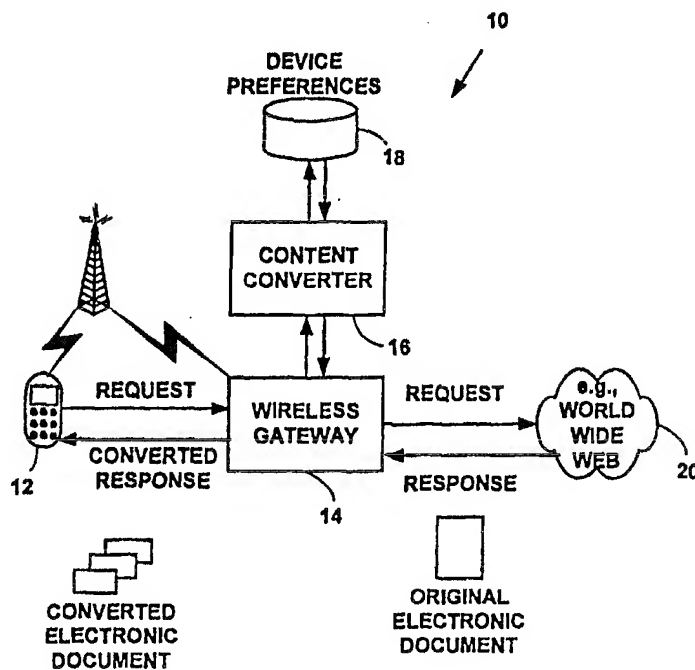 10
DEVICE
PREFERENCES
18
CONTENT
CONVERTER
16
REQUEST
WIRELESS
GATEWAY
REQUEST
e.g.,
WORLD
WIDE
WEB
12
CONVERTED
RESPONSE
14
RESPONSE
20
CONVERTED
ELECTRONIC
DOCUMENT
ORIGINAL
ELECTRONIC
DOCUMENT